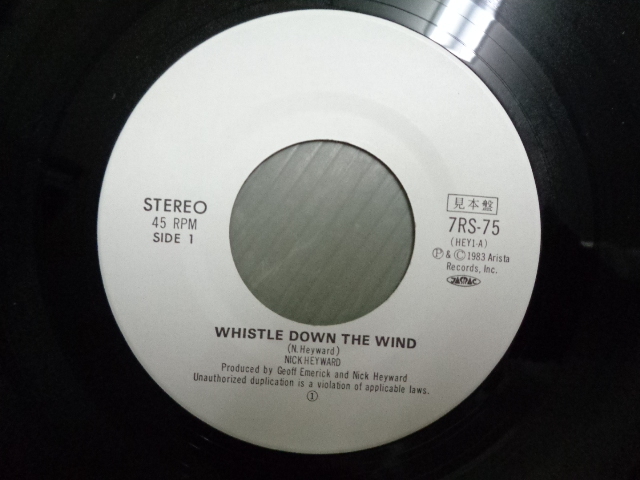 STEREO
45 RPM
SIDE 1
見本盤
7RS-75
(HEY1-A)
Ⓟ & Ⓒ 1983 Arista
Records, Inc.
WHISTLE DOWN THE WIND
(N. Heyward)
NICK HEYWARD
Produced by Geoff Emerick and Nick Heyward
Unauthorized duplication is a violation of applicable laws.
①